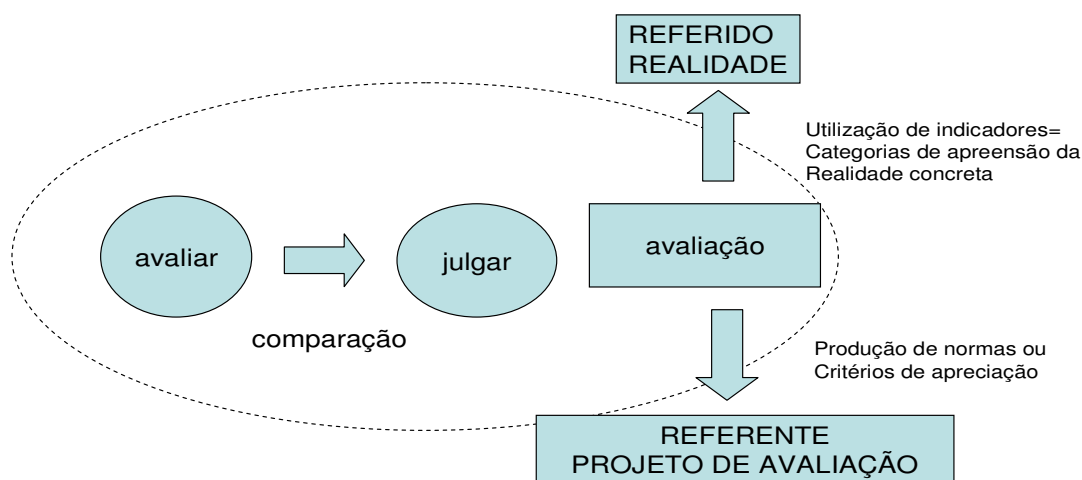 REFERIDO
REALIDADE
Utilização de indicadores=
Categorias de apreensão da
Realidade concreta
avaliar
julgar
avaliação
comparação
Produção de normas ou
Critérios de apreciação
REFERENTE
PROJETO DE AVALIAÇÃO